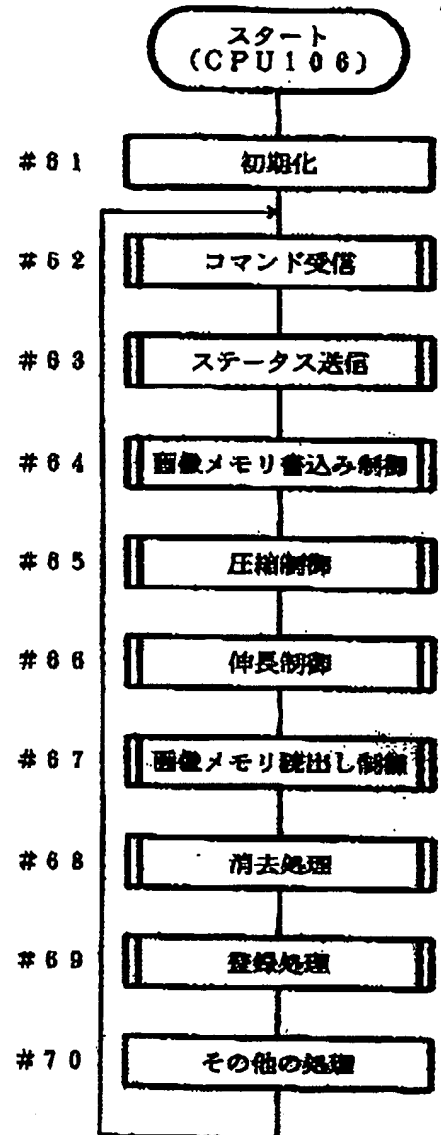 スタート
(CPU106)
#61 初期化
#62 コマンド受信
#63 ステータス送信
#64 画像メモリ書込み制御
#65 圧縮制御
#66 伸長制御
#67 画像メモリ読出し制御
#68 消去処理
#69 登録処理
#70 その他の処理